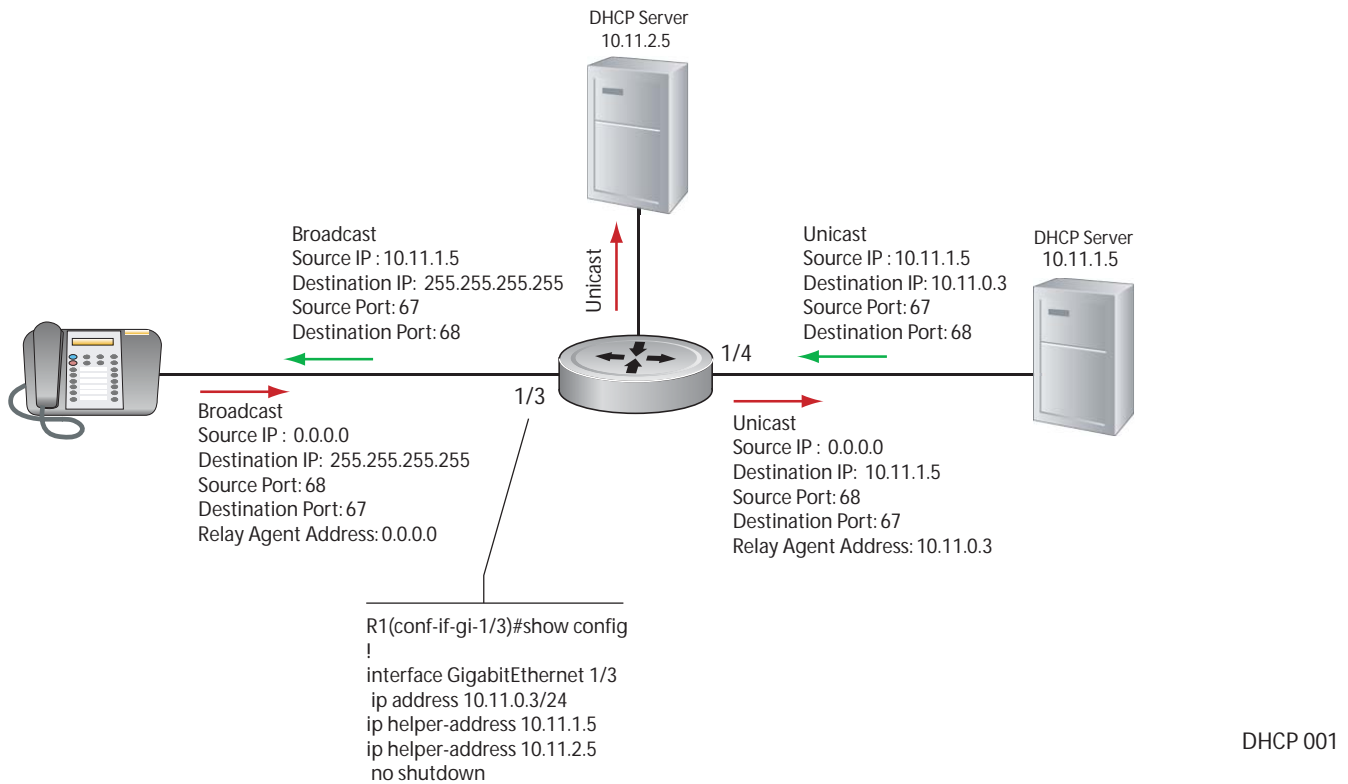 DHCP Server
10.11.2.5
Broadcast
Source IP : 10.11.1.5
Destination IP: 255.255.255.255
Source Port: 67
Destination Port: 68
Unicast
Unicast
Source IP : 10.11.1.5
Destination IP: 10.11.0.3
Source Port: 67
Destination Port: 68
DHCP Server
10.11.1.5
1/4
1/3
Broadcast
Source IP : 0.0.0.0
Destination IP: 255.255.255.255
Source Port: 68
Destination Port: 67
Relay Agent Address: 0.0.0.0
Unicast
Source IP : 0.0.0.0
Destination IP: 10.11.1.5
Source Port: 68
Destination Port: 67
Relay Agent Address: 10.11.0.3
R1(conf-if-gi-1/3)#show config
!
interface GigabitEthernet 1/3
ip address 10.11.0.3/24
ip helper-address 10.11.1.5
ip helper-address 10.11.2.5
no shutdown
DHCP 001